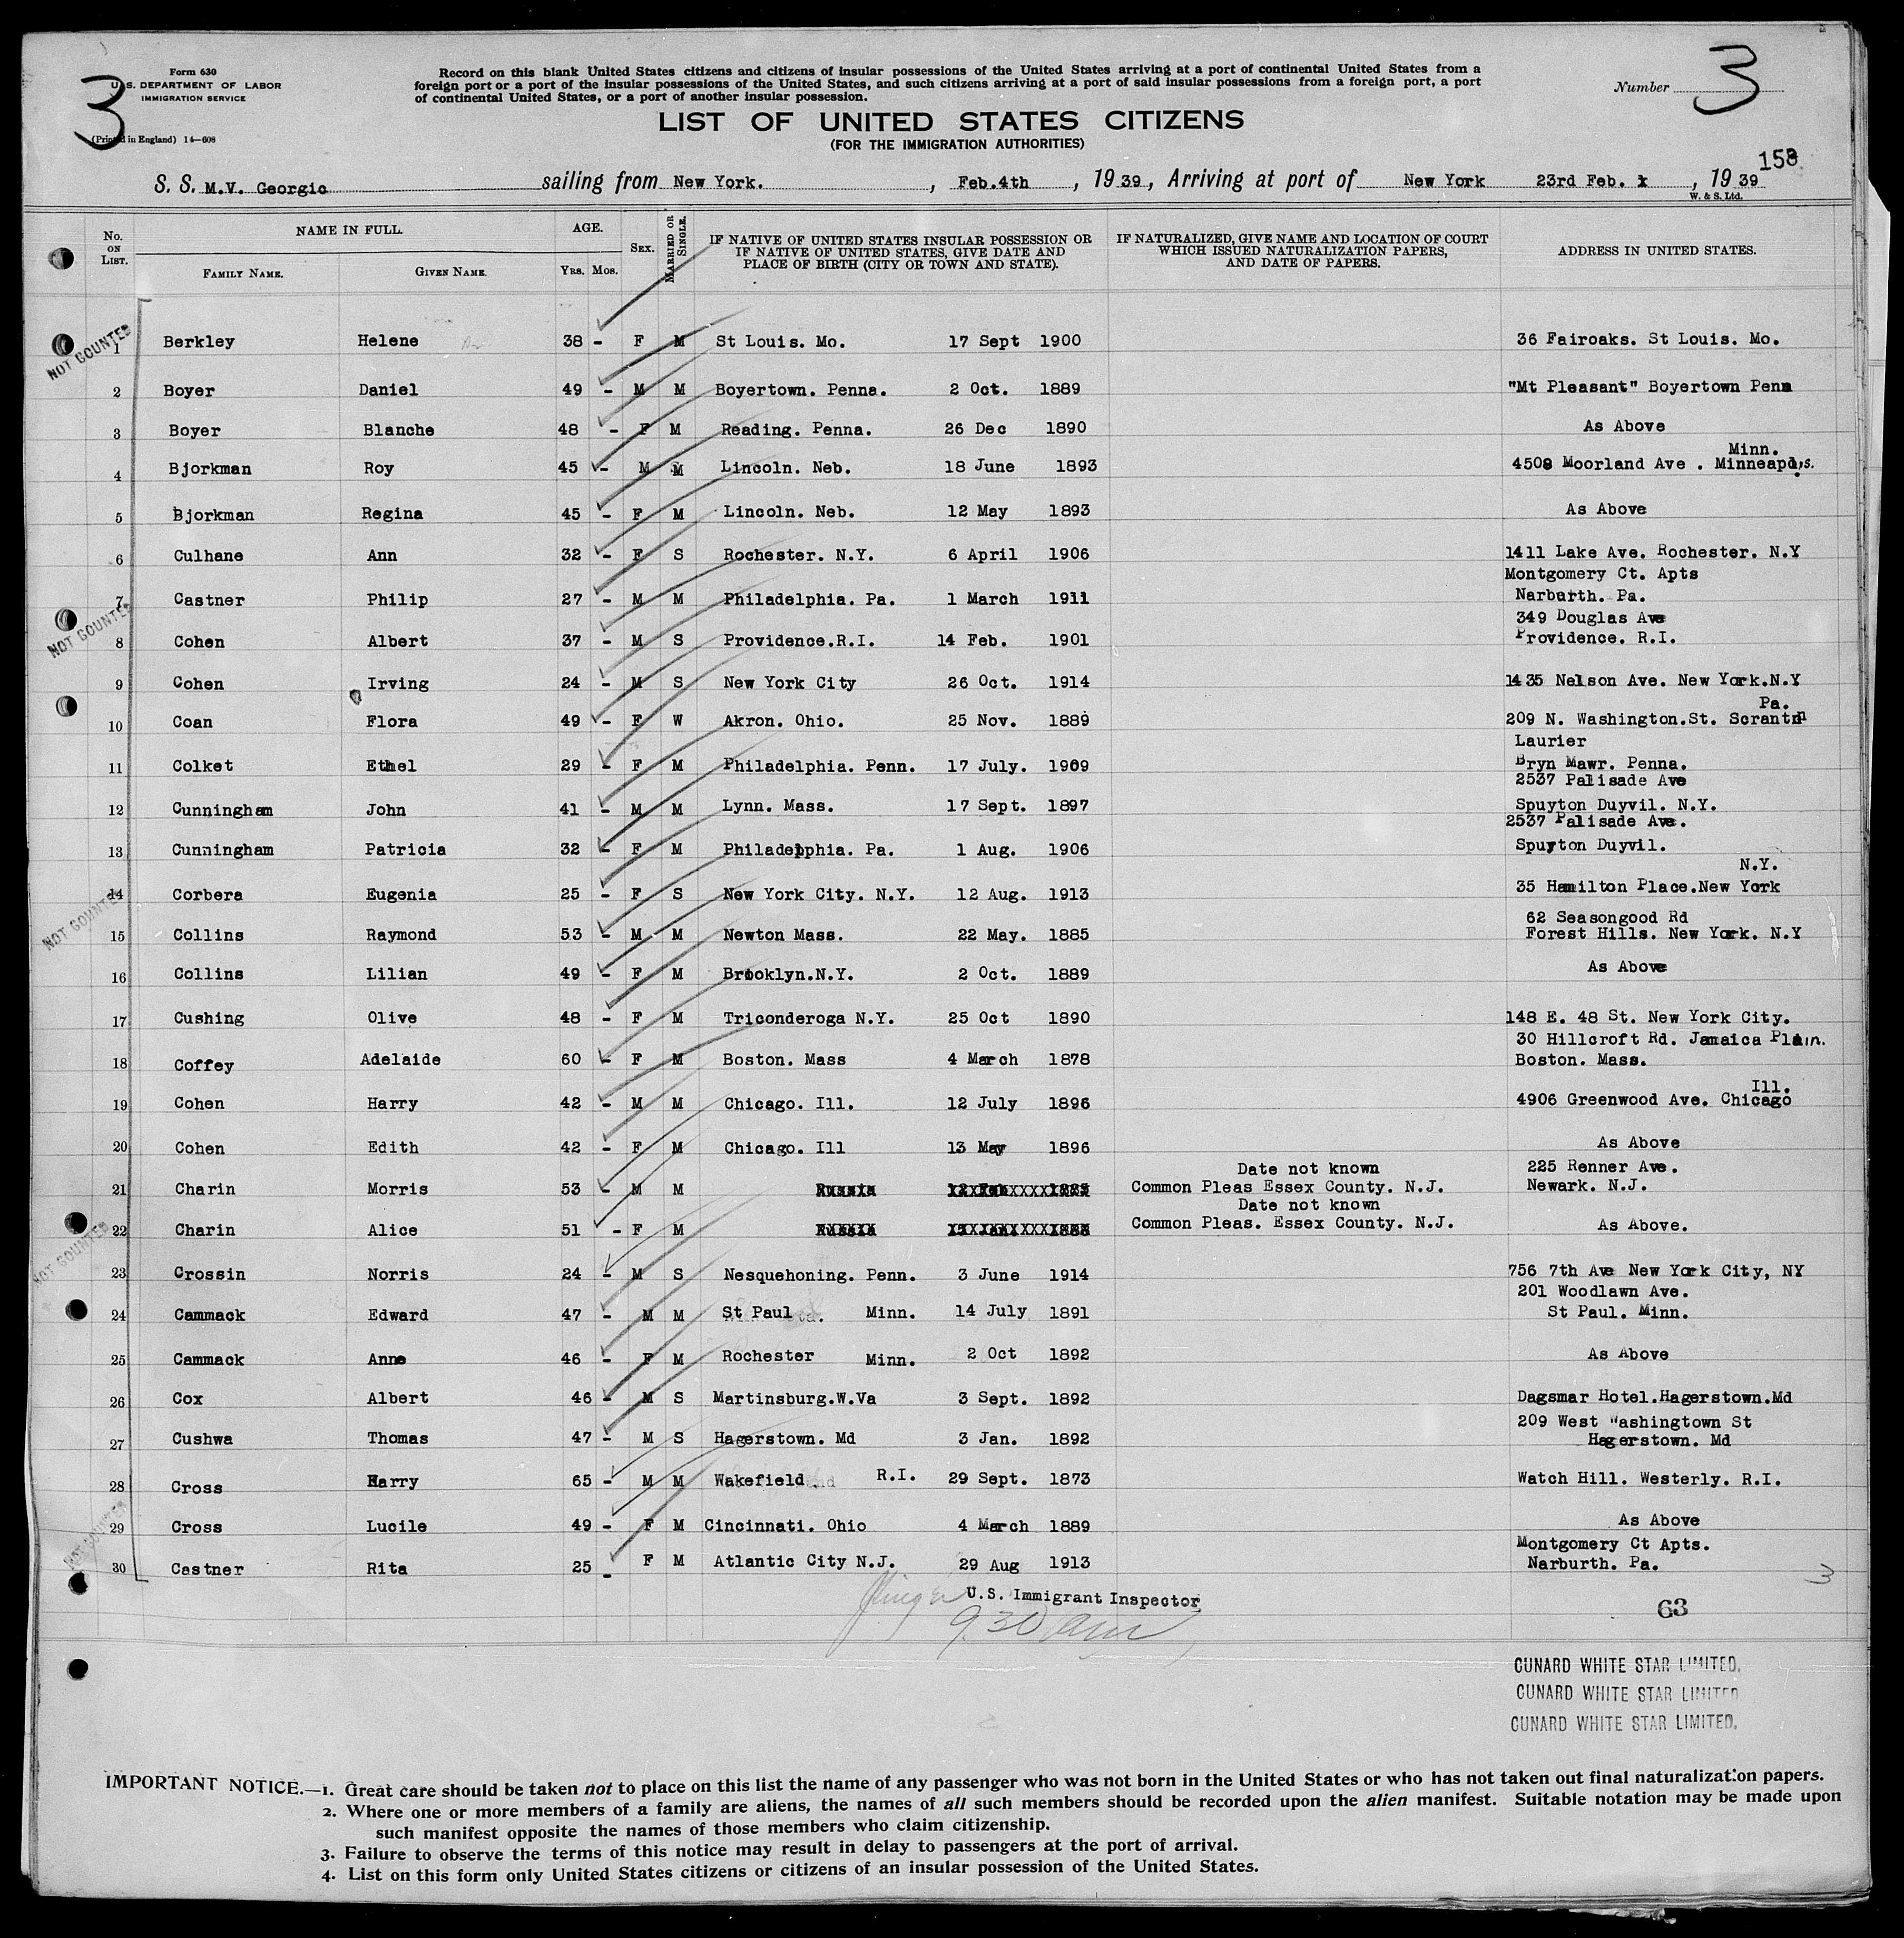 3
Form 630
U.S. DEPARTMENT OF LABOR
IMMIGRATION SERVICE
(Printed in England) 14—608
Record on this blank United States citizens and citizens of insular possessions of the United States arriving at a port of continental United States from a
foreign port or a port of the insular possessions of the United States, and such citizens arriving at a port of said insular possessions from a foreign port, a port
of continental United States, or a port of another insular possession.
Number 3
LIST OF UNITED STATES CITIZENS
(FOR THE IMMIGRATION AUTHORITIES)
158
S. S. M.V. Georgic sailing from New York. , Feb.4th , 19 39, Arriving at port of New York 23rd Feb. , 19 39
W. & S. Ltd.
No. ON LIST. NAME IN FULL. FAMILY NAME. GIVEN NAME. AGE. YRS. MOS. SEX. MARRIED OR SINGLE. IF NATIVE OF UNITED STATES INSULAR POSSESSION OR IF NATIVE OF UNITED STATES, GIVE DATE AND PLACE OF BIRTH (CITY OR TOWN AND STATE). IF NATURALIZED, GIVE NAME AND LOCATION OF COURT WHICH ISSUED NATURALIZATION PAPERS, AND DATE OF PAPERS. ADDRESS IN UNITED STATES.
NOT COUNTED
1 Berkley Helene 38 - F M St Louis. Mo. 17 Sept 1900 36 Fairoaks. St Louis. Mo.
2 Boyer Daniel 49 - M M Boyertown. Penna. 2 Oct. 1889 "Mt Pleasant" Boyertown Penn
3 Boyer Blanche 48 - F M Reading. Penna. 26 Dec 1890 As Above
Minn.
4 Bjorkman Roy 45 - M M Lincoln. Neb. 18 June 1893 4508 Moorland Ave . Minneapolis.
5 Bjorkman Regina 45 - F M Lincoln. Neb. 12 May 1893 As Above
6 Culhane Ann 32 - F S Rochester. N.Y. 6 April 1906 1411 Lake Ave. Rochester. N.Y
Montgomery Ct. Apts
7 Castner Philip 27 - M M Philadelphia. Pa. 1 March 1911 Narburth. Pa.
NOT COUNTED
349 Douglas Ave
8 Cohen Albert 37 - M S Providence.R.I. 14 Feb. 1901 Providence. R.I.
9 Cohen Irving 24 - M S New York City 26 Oct. 1914 1435 Nelson Ave. New York.N.Y
Pa.
10 Coan Flora 49 - F W Akron. Ohio. 25 Nov. 1889 209 N. Washington.St. Scrantn
Laurier
11 Colket Ethel 29 - F M Philadelphia. Penn. 17 July. 1909 Bryn Mawr. Penna.
2537 Palisade Ave
12 Cunningham John 41 - M M Lynn. Mass. 17 Sept. 1897 Spuyton Duyvil. N.Y.
2537 Palisade Ave.
13 Cunningham Patricia 32 - F M Philadelphia. Pa. 1 Aug. 1906 Spuyton Duyvil.
N.Y.
14 Corbera Eugenia 25 - F S New York City. N.Y. 12 Aug. 1913 35 Hamilton Place.New York
NOT COUNTED
62 Seasongood Rd
15 Collins Raymond 53 - M M Newton Mass. 22 May. 1885 Forest Hills. New York. N.Y
16 Collins Lilian 49 - F M Brooklyn.N.Y. 2 Oct. 1889 As Above
17 Cushing Olive 48 - F M Triconderoga N.Y. 25 Oct 1890 148 E. 48 St. New York City.
30 Hillcroft Rd. Jamaica Plain.
18 Coffey Adelaide 60 - F M Boston. Mass 4 March 1878 Boston. Mass.
Ill.
19 Cohen Harry 42 - M M Chicago. Ill. 12 July 1896 4906 Greenwood Ave. Chicago
20 Cohen Edith 42 - F M Chicago. Ill 13 May 1896 As Above
Date not known 225 Renner Ave.
21 Charin Morris 53 - M M Russia 1885 Common Pleas Essex County. N.J. Newark. N.J.
Date not known
22 Charin Alice 51 - F M Russia 1888 Common Pleas. Essex County. N.J. As Above.
NOT COUNTED
23 Crossin Norris 24 - M S Nesquehoning. Penn. 3 June 1914 756 7th Ave New York City, NY
201 Woodlawn Ave.
24 Cammack Edward 47 - M M St Paul Minn. 14 July 1891 St Paul. Minn.
25 Cammack Anne 46 - F M Rochester Minn. 2 Oct 1892 As Above
26 Cox Albert 46 - M S Martinsburg.W.Va 3 Sept. 1892 Dagsmar Hotel.Hagerstown.Md
209 West Washingtown St
27 Cushwa Thomas 47 - M S Hagerstown. Md 3 Jan. 1892 Hagerstown. Md
28 Cross Harry 65 - M M Wakefield R.I. 29 Sept. 1873 Watch Hill. Westerly. R.I.
29 Cross Lucile 49 - F M Cincinnati. Ohio 4 March 1889 As Above
NOT COUNTED
Montgomery Ct Apts.
30 Castner Rita 25 - F M Atlantic City N.J. 29 Aug 1913 Narburth. Pa.
3
U.S. Immigrant Inspector
9 30 am
63
CUNARD WHITE STAR LIMITED.
CUNARD WHITE STAR LIMITED
CUNARD WHITE STAR LIMITED.
IMPORTANT NOTICE.—1. Great care should be taken not to place on this list the name of any passenger who was not born in the United States or who has not taken out final naturalization papers.
2. Where one or more members of a family are aliens, the names of all such members should be recorded upon the alien manifest. Suitable notation may be made upon
such manifest opposite the names of those members who claim citizenship.
3. Failure to observe the terms of this notice may result in delay to passengers at the port of arrival.
4. List on this form only United States citizens or citizens of an insular possession of the United States.